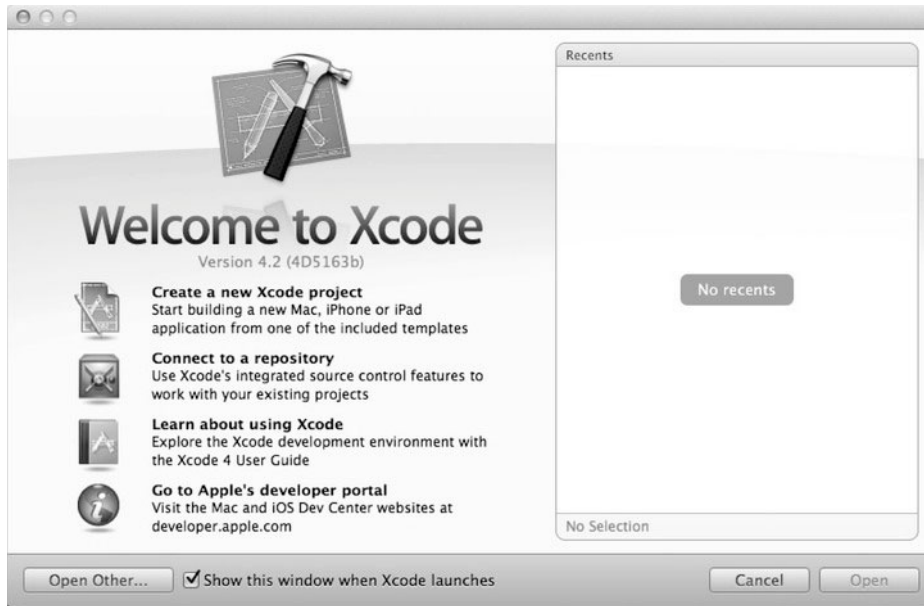 Welcome to Xcode
Version 4.2 (4D5163b)
Create a new Xcode project
Start building a new Mac, iPhone or iPad
application from one of the included templates
Connect to a repository
Use Xcode's integrated source control features to
work with your existing projects
Learn about using Xcode
Explore the Xcode development environment with
the Xcode 4 User Guide
Go to Apple's developer portal
Visit the Mac and iOS Dev Center websites at
developer.apple.com
Recents
No recents
No Selection
Open Other...
Show this window when Xcode launches
Cancel
Open